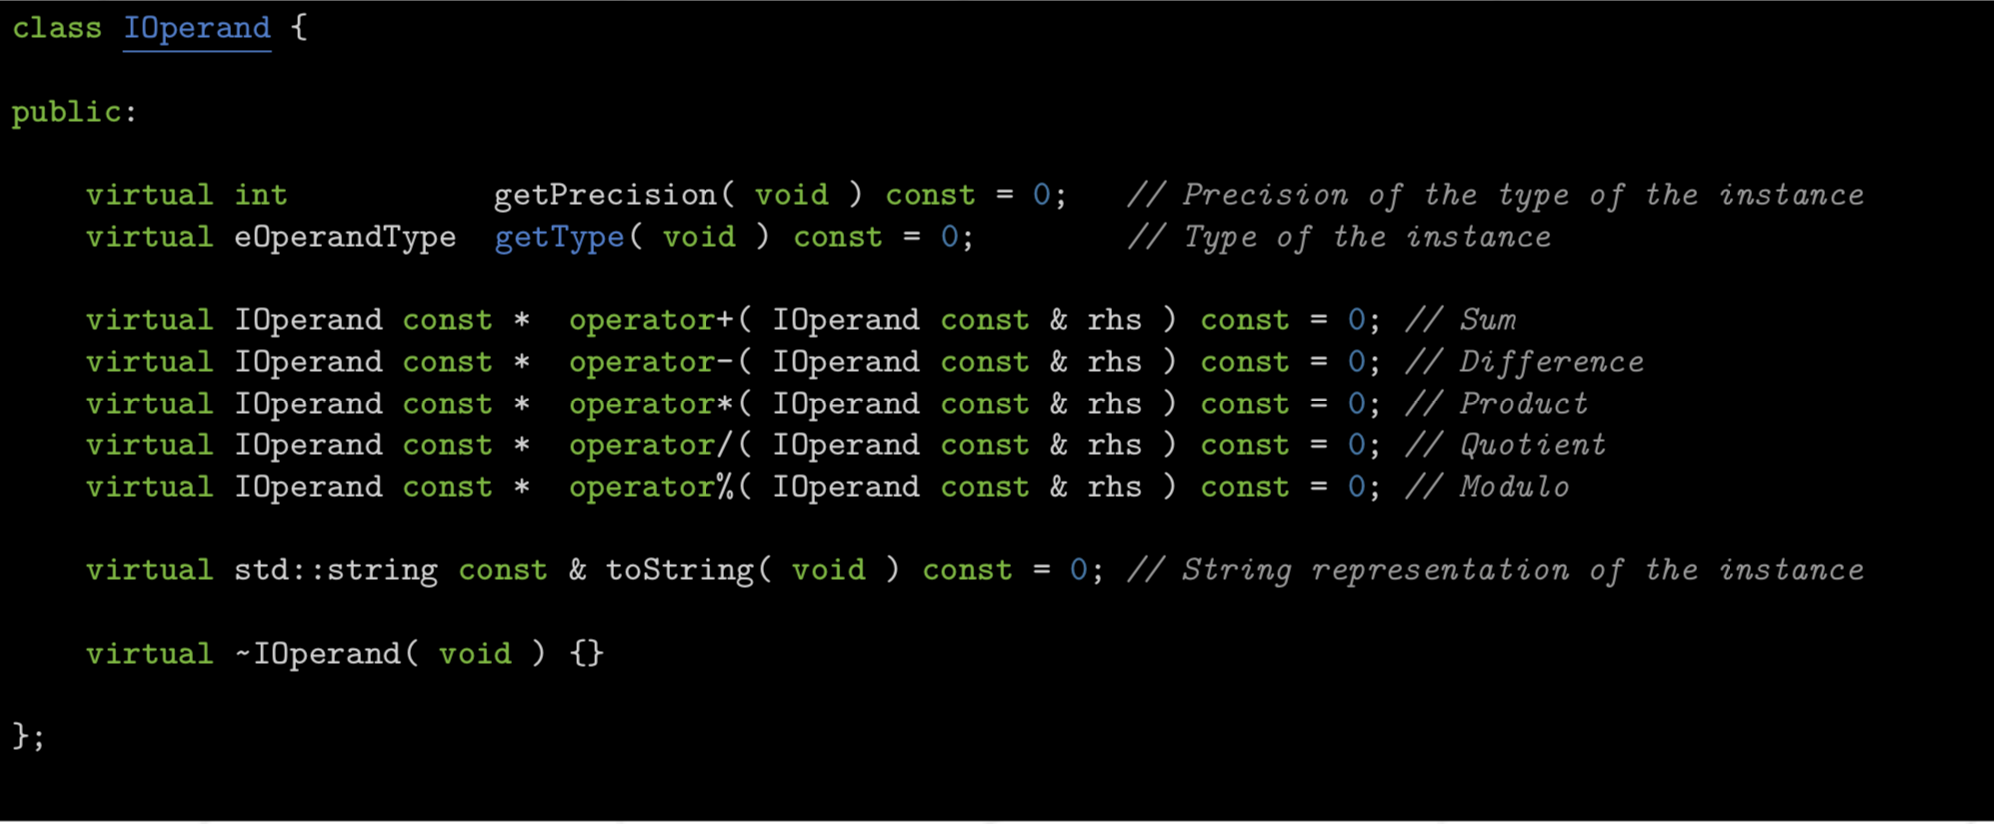 class IOperand {
public:
virtual int getPrecision( void ) const = 0; // Precision of the type of the instance
virtual eOperandType getType( void ) const = 0; // Type of the instance
virtual IOperand const * operator+( IOperand const & rhs ) const = 0; // Sum
virtual IOperand const * operator-( IOperand const & rhs ) const = 0; // Difference
virtual IOperand const * operator*( IOperand const & rhs ) const = 0; // Product
virtual IOperand const * operator/( IOperand const & rhs ) const = 0; // Quotient
virtual IOperand const * operator%( IOperand const & rhs ) const = 0; // Modulo
virtual std::string const & toString( void ) const = 0; // String representation of the instance
virtual ~IOperand( void ) {}
};